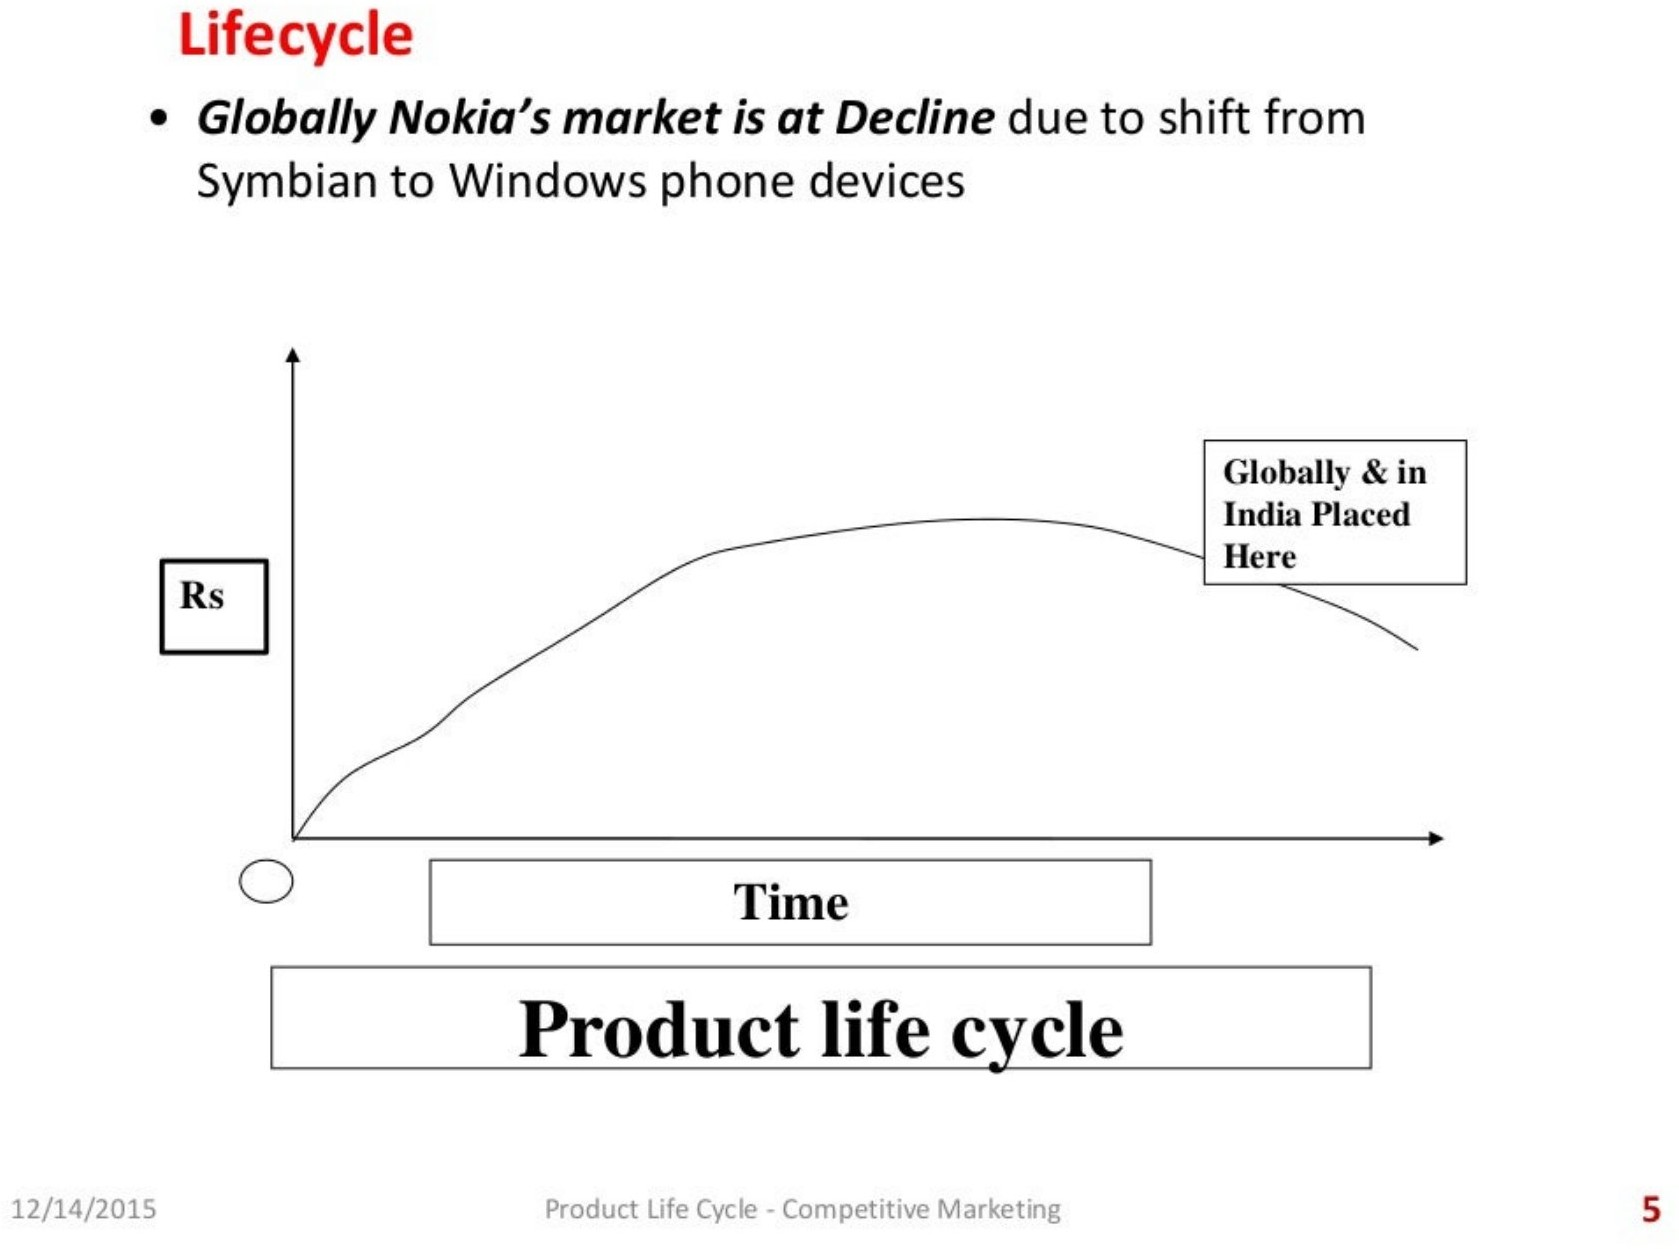 Lifecycle
• Globally Nokia's market is at Decline due to shift from
Symbian to Windows phone devices
Globally & in
India Placed
Here
Rs
Time
Product life cycle
12/14/2015
Product Life Cycle - Competitive Marketing
5